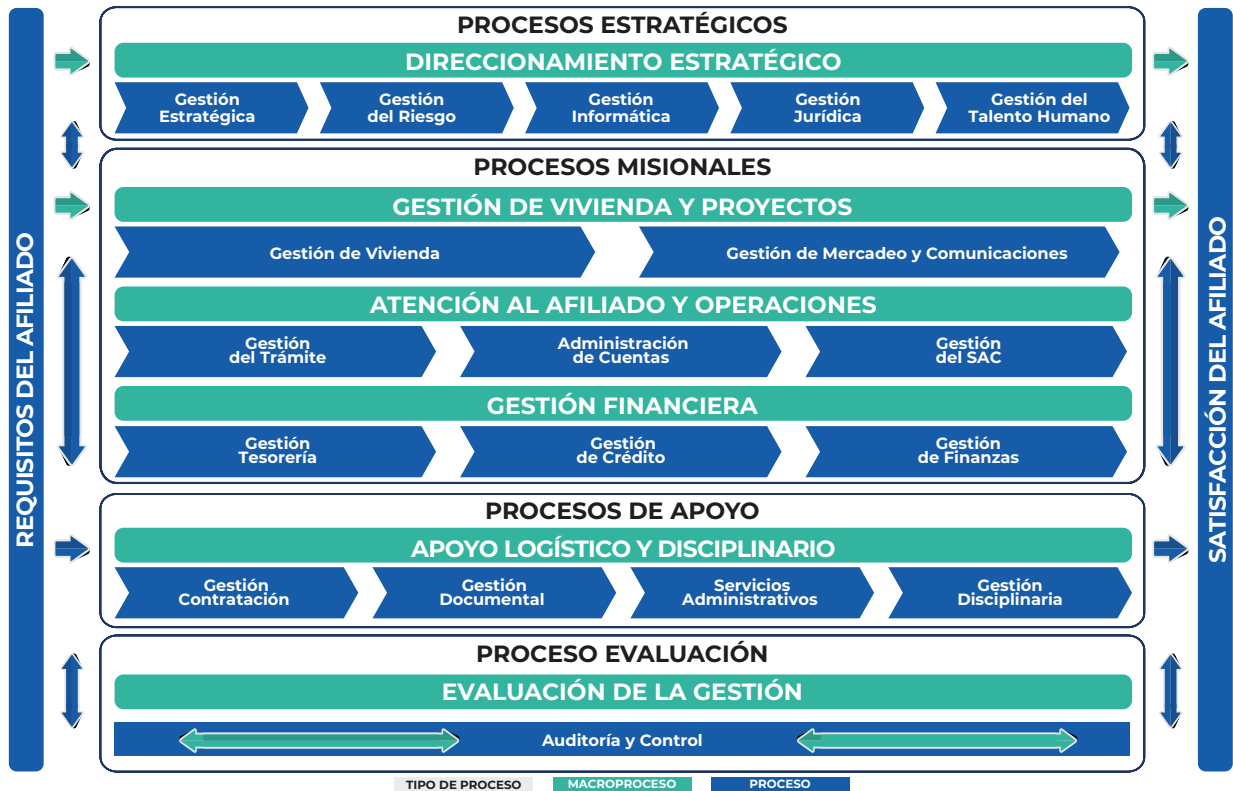 REQUISITOS DEL AFILIADO
PROCESOS ESTRATÉGICOS
DIRECCIONAMIENTO ESTRATÉGICO
Gestión
Estratégica
Gestión
del Riesgo
Gestión
Informática
Gestión
Jurídica
Gestión del
Talento Humano
PROCESOS MISIONALES
GESTIÓN DE VIVIENDA Y PROYECTOS
Gestión de Vivienda
Gestión de Mercadeo y Comunicaciones
ATENCIÓN AL AFILIADO Y OPERACIONES
Gestión
del Trámite
Administración
de Cuentas
Gestión
del SAC
GESTIÓN FINANCIERA
Gestión
Tesorería
Gestión
de Crédito
Gestión
de Finanzas
PROCESOS DE APOYO
APOYO LOGÍSTICO Y DISCIPLINARIO
Gestión
Contratación
Gestión
Documental
Servicios
Administrativos
Gestión
Disciplinaria
PROCESO EVALUACIÓN
EVALUACIÓN DE LA GESTIÓN
Auditoría y Control
SATISFACCIÓN DEL AFILIADO
TIPO DE PROCESO
MACROPROCESO
PROCESO